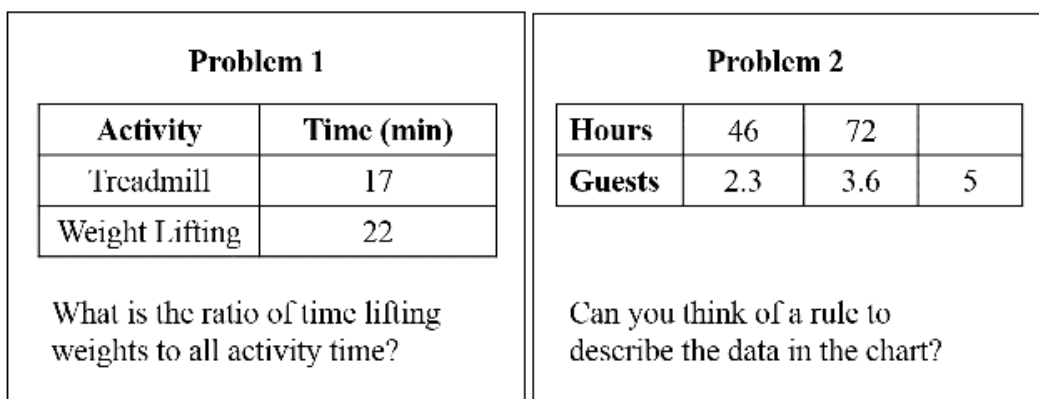 Problem 1
Activity Time (min)
Treadmill 17
Weight Lifting 22
What is the ratio of time lifting
weights to all activity time?
Problem 2
Hours 46 72
Guests 2.3 3.6 5
Can you think of a rule to
describe the data in the chart?